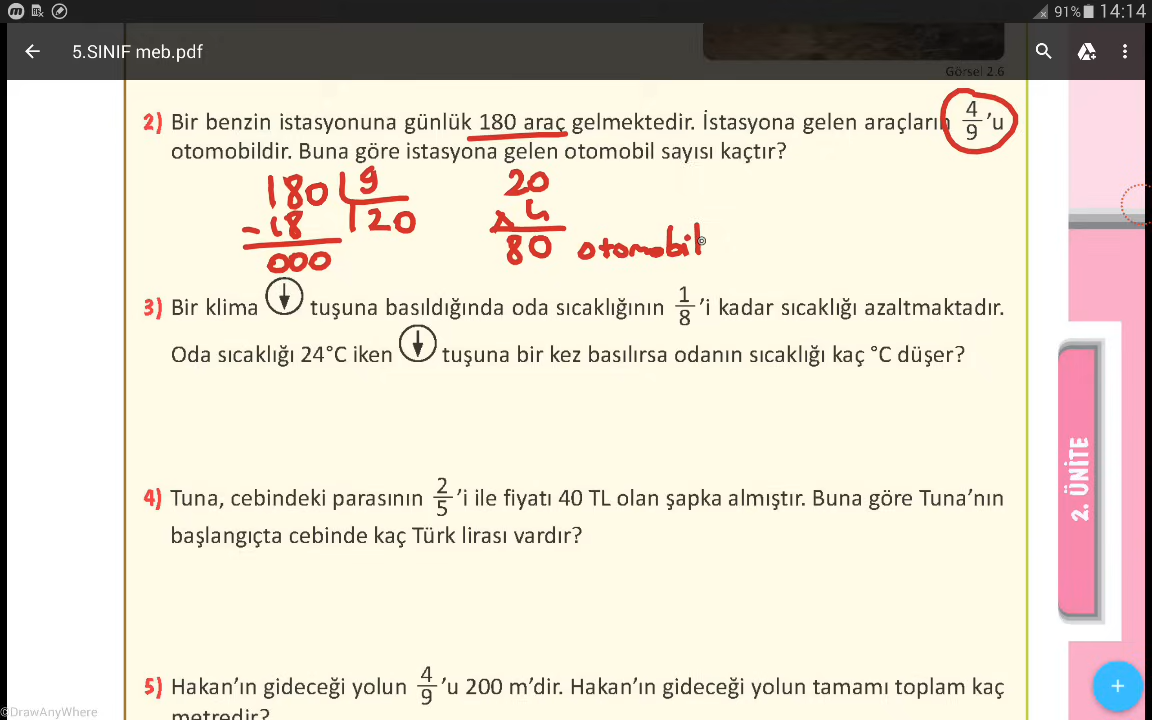 91% 14:14
5.SINIF meb.pdf
Görsel 2.6
2) Bir benzin istasyonuna günlük 180 araç gelmektedir. İstasyona gelen araçların 4/9 'u
otomobildir. Buna göre istasyona gelen otomobil sayısı kaçtır?
180 9 20
-18 20 x 4
000 80 otomobil
3) Bir klima tuşuna basıldığında oda sıcaklığının 1/8 'i kadar sıcaklığı azaltmaktadır.
Oda sıcaklığı 24°C iken tuşuna bir kez basılırsa odanın sıcaklığı kaç °C düşer?
4) Tuna, cebindeki parasının 2/5 'i ile fiyatı 40 TL olan şapka almıştır. Buna göre Tuna'nın
başlangıçta cebinde kaç Türk lirası vardır?
2. ÜNİTE
5) Hakan'ın gideceği yolun 4/9 'u 200 m'dir. Hakan'ın gideceği yolun tamamı toplam kaç
metredir?
©DrawAnyWhere